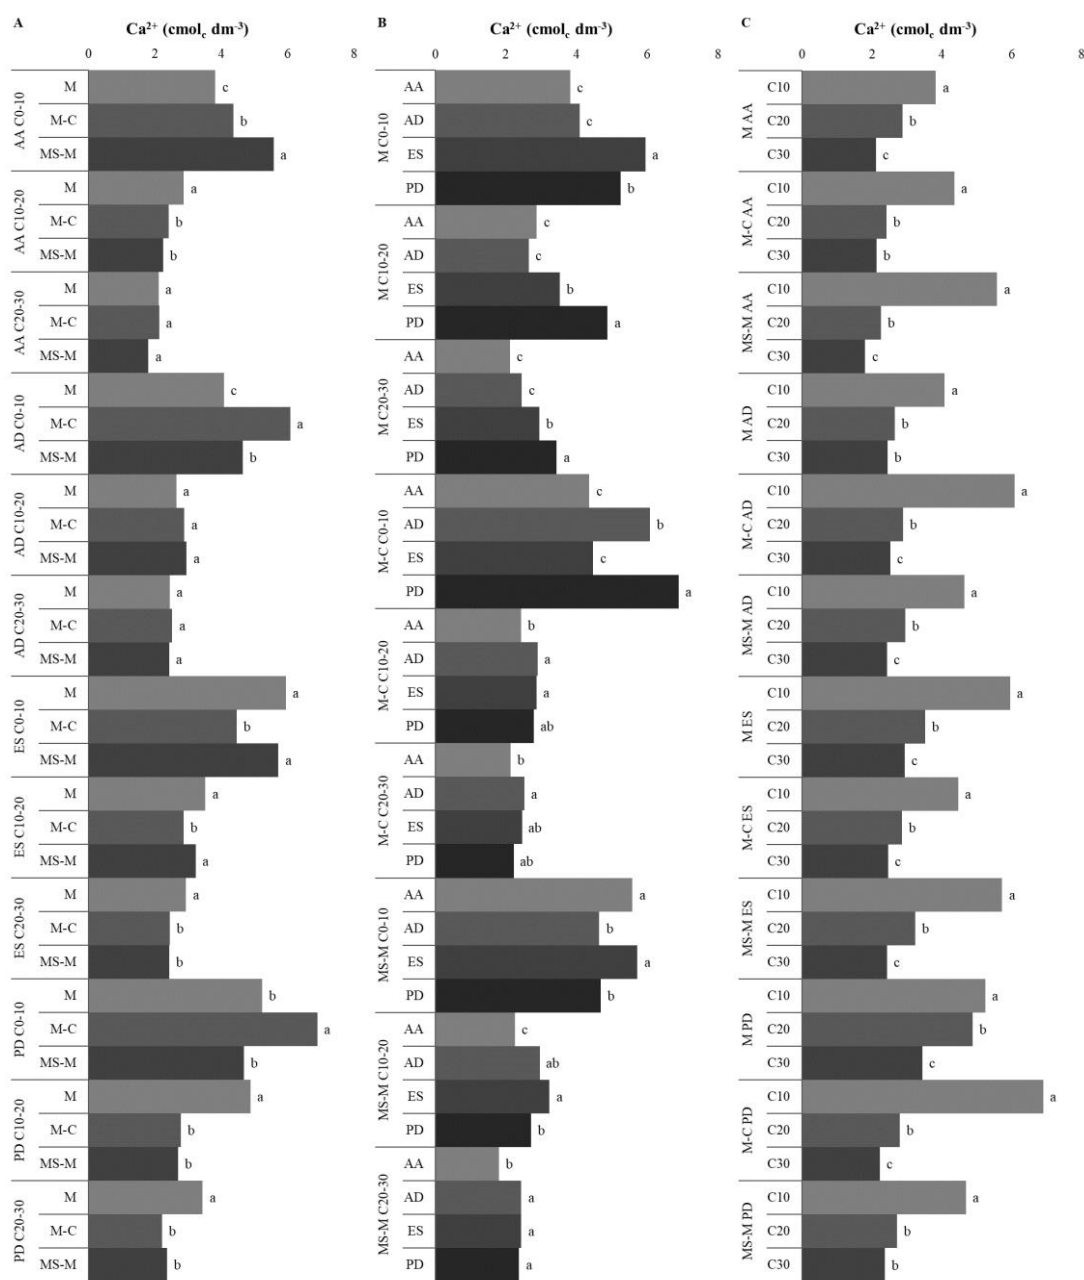 A
Ca²⁺ (cmol_c dm⁻³)
0 2 4 6 8
AA C0-10
M c
M-C b
MS-M a
AA C10-20
M a
M-C b
MS-M b
AA C20-30
M a
M-C a
MS-M a
AD C0-10
M c
M-C a
MS-M b
AD C10-20
M a
M-C a
MS-M a
AD C20-30
M a
M-C a
MS-M a
ES C0-10
M a
M-C b
MS-M a
ES C10-20
M a
M-C b
MS-M a
ES C20-30
M a
M-C b
MS-M b
PD C0-10
M b
M-C a
MS-M b
PD C10-20
M a
M-C b
MS-M b
PD C20-30
M a
M-C b
MS-M b
B
Ca²⁺ (cmol_c dm⁻³)
0 2 4 6 8
M C0-10
AA c
AD c
ES a
PD b
M C10-20
AA c
AD c
ES b
PD a
M C20-30
AA c
AD c
ES b
PD a
M-C C0-10
AA c
AD b
ES c
PD a
M-C C10-20
AA b
AD a
ES a
PD ab
M-C C20-30
AA b
AD a
ES ab
PD ab
MS-M C0-10
AA a
AD b
ES a
PD b
MS-M C10-20
AA c
AD ab
ES a
PD b
MS-M C20-30
AA b
AD a
ES a
PD a
C
Ca²⁺ (cmol_c dm⁻³)
0 2 4 6 8
M AA
C10 a
C20 b
C30 c
M-C AA
C10 a
C20 b
C30 b
MS-M AA
C10 a
C20 b
C30 c
M AD
C10 a
C20 b
C30 b
M-C AD
C10 a
C20 b
C30 c
MS-M AD
C10 a
C20 b
C30 c
M ES
C10 a
C20 b
C30 c
M-C ES
C10 a
C20 b
C30 c
MS-M ES
C10 a
C20 b
C30 c
M PD
C10 a
C20 b
C30 c
M-C PD
C10 a
C20 b
C30 c
MS-M PD
C10 a
C20 b
C30 b